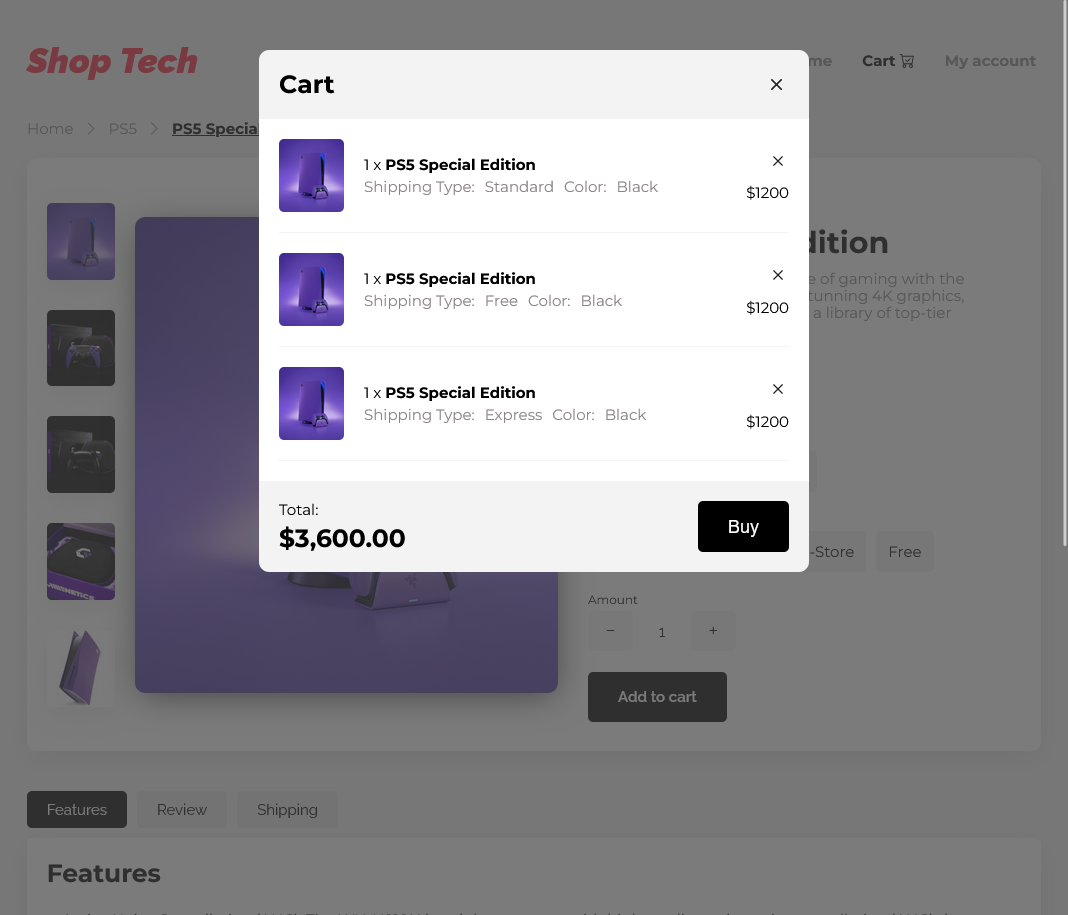 Shop Tech
me
Cart
My account
Home
PS5
PS5 Specia
Cart
1 x PS5 Special Edition
Shipping Type: Standard Color: Black
$1200
1 x PS5 Special Edition
Shipping Type: Free Color: Black
$1200
1 x PS5 Special Edition
Shipping Type: Express Color: Black
$1200
Total:
$3,600.00
Buy
dition
e of gaming with the
tunning 4K graphics,
a library of top-tier
-Store
Free
Amount
−
1
+
Add to cart
Features
Review
Shipping
Features